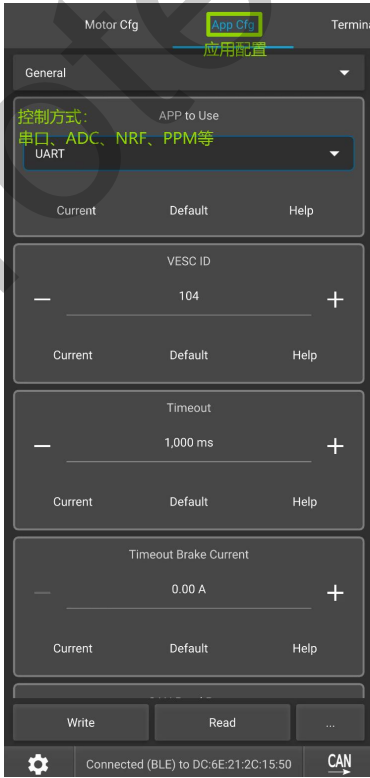 Motor Cfg App Cfg Termina
应用配置
General
控制方式：
APP to Use
串口、ADC、NRF、PPM等
UART
Current Default Help
VESC ID
— 104 +
Current Default Help
Timeout
— 1,000 ms +
Current Default Help
Timeout Brake Current
— 0.00 A +
Current Default Help
Write Read ...
Connected (BLE) to DC:6E:21:2C:15:50 CAN